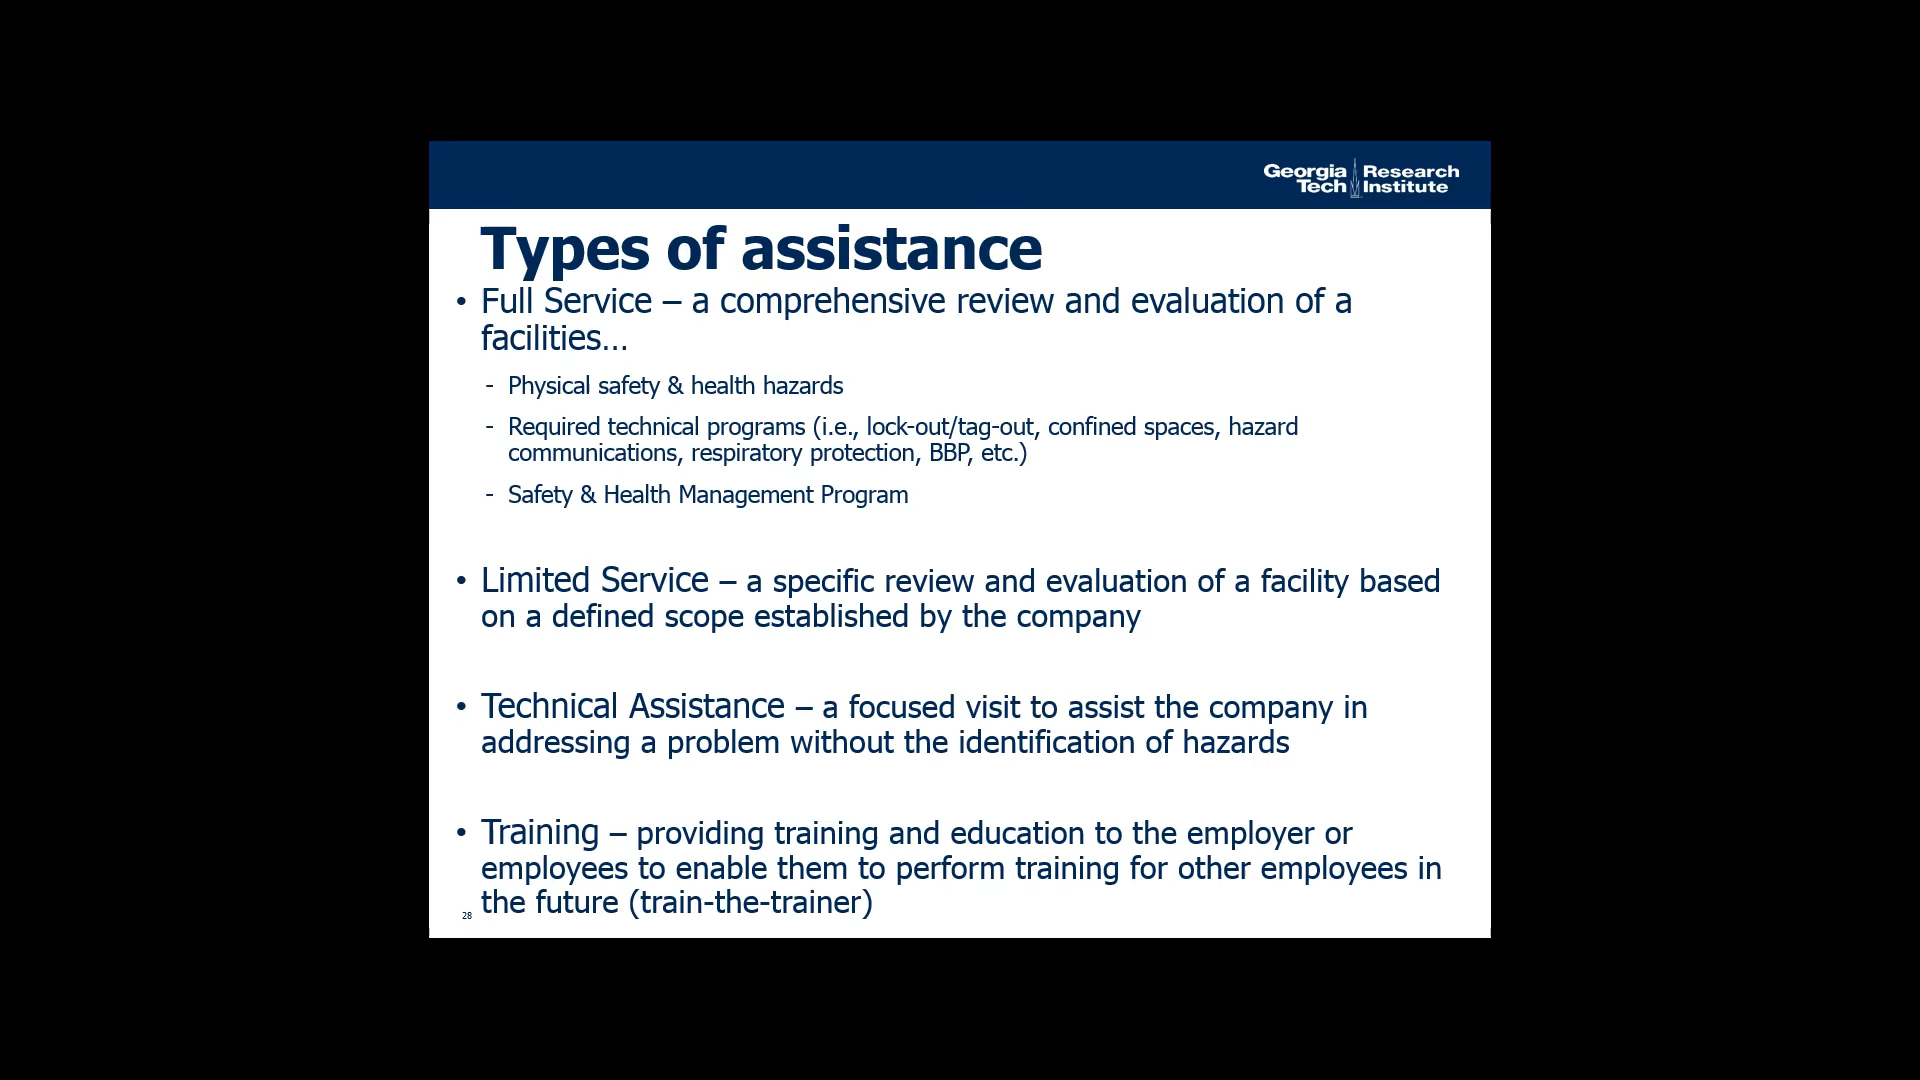 Georgia Research
Tech Institute
Types of assistance
• Full Service – a comprehensive review and evaluation of a
facilities...
- Physical safety & health hazards
- Required technical programs (i.e., lock-out/tag-out, confined spaces, hazard
communications, respiratory protection, BBP, etc.)
- Safety & Health Management Program
• Limited Service – a specific review and evaluation of a facility based
on a defined scope established by the company
• Technical Assistance – a focused visit to assist the company in
addressing a problem without the identification of hazards
• Training – providing training and education to the employer or
employees to enable them to perform training for other employees in
the future (train-the-trainer)
28